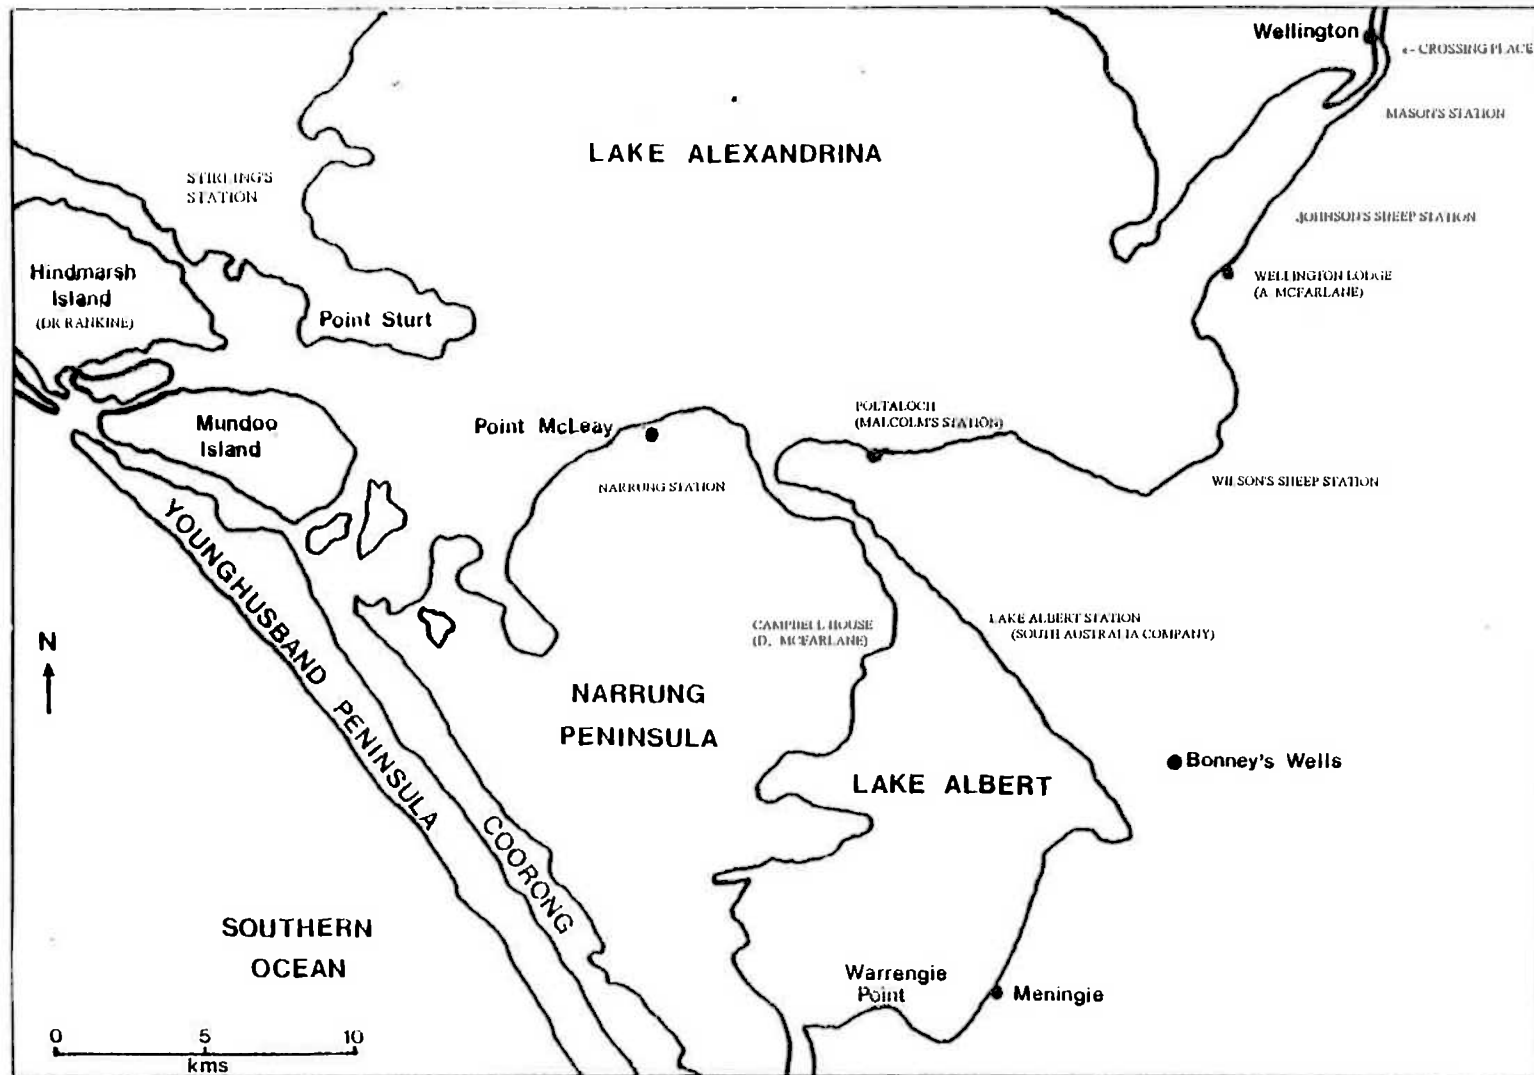 Wellington
<- CROSSING PLACE
MASON'S STATION
LAKE ALEXANDRINA
STIRLING'S
STATION
JOHNSON'S SHEEP STATION
Hindmarsh
Island
(DR RANKINE)
WELLINGTON LODGE
(A. MCFARLANE)
Point Sturt
POLTALOCH
(MALCOLM'S STATION)
Point McLeay
Mundoo
Island
NARRUNG STATION
WILSON'S SHEEP STATION
YOUNGHUSBAND PENINSULA
CAMPBELL HOUSE
(D. MCFARLANE)
LAKE ALBERT STATION
(SOUTH AUSTRALIA COMPANY)
N
NARRUNG
PENINSULA
Bonney's Wells
LAKE ALBERT
COORONG
SOUTHERN
OCEAN
Warrengie
Point
Meningie
0 5 10
kms